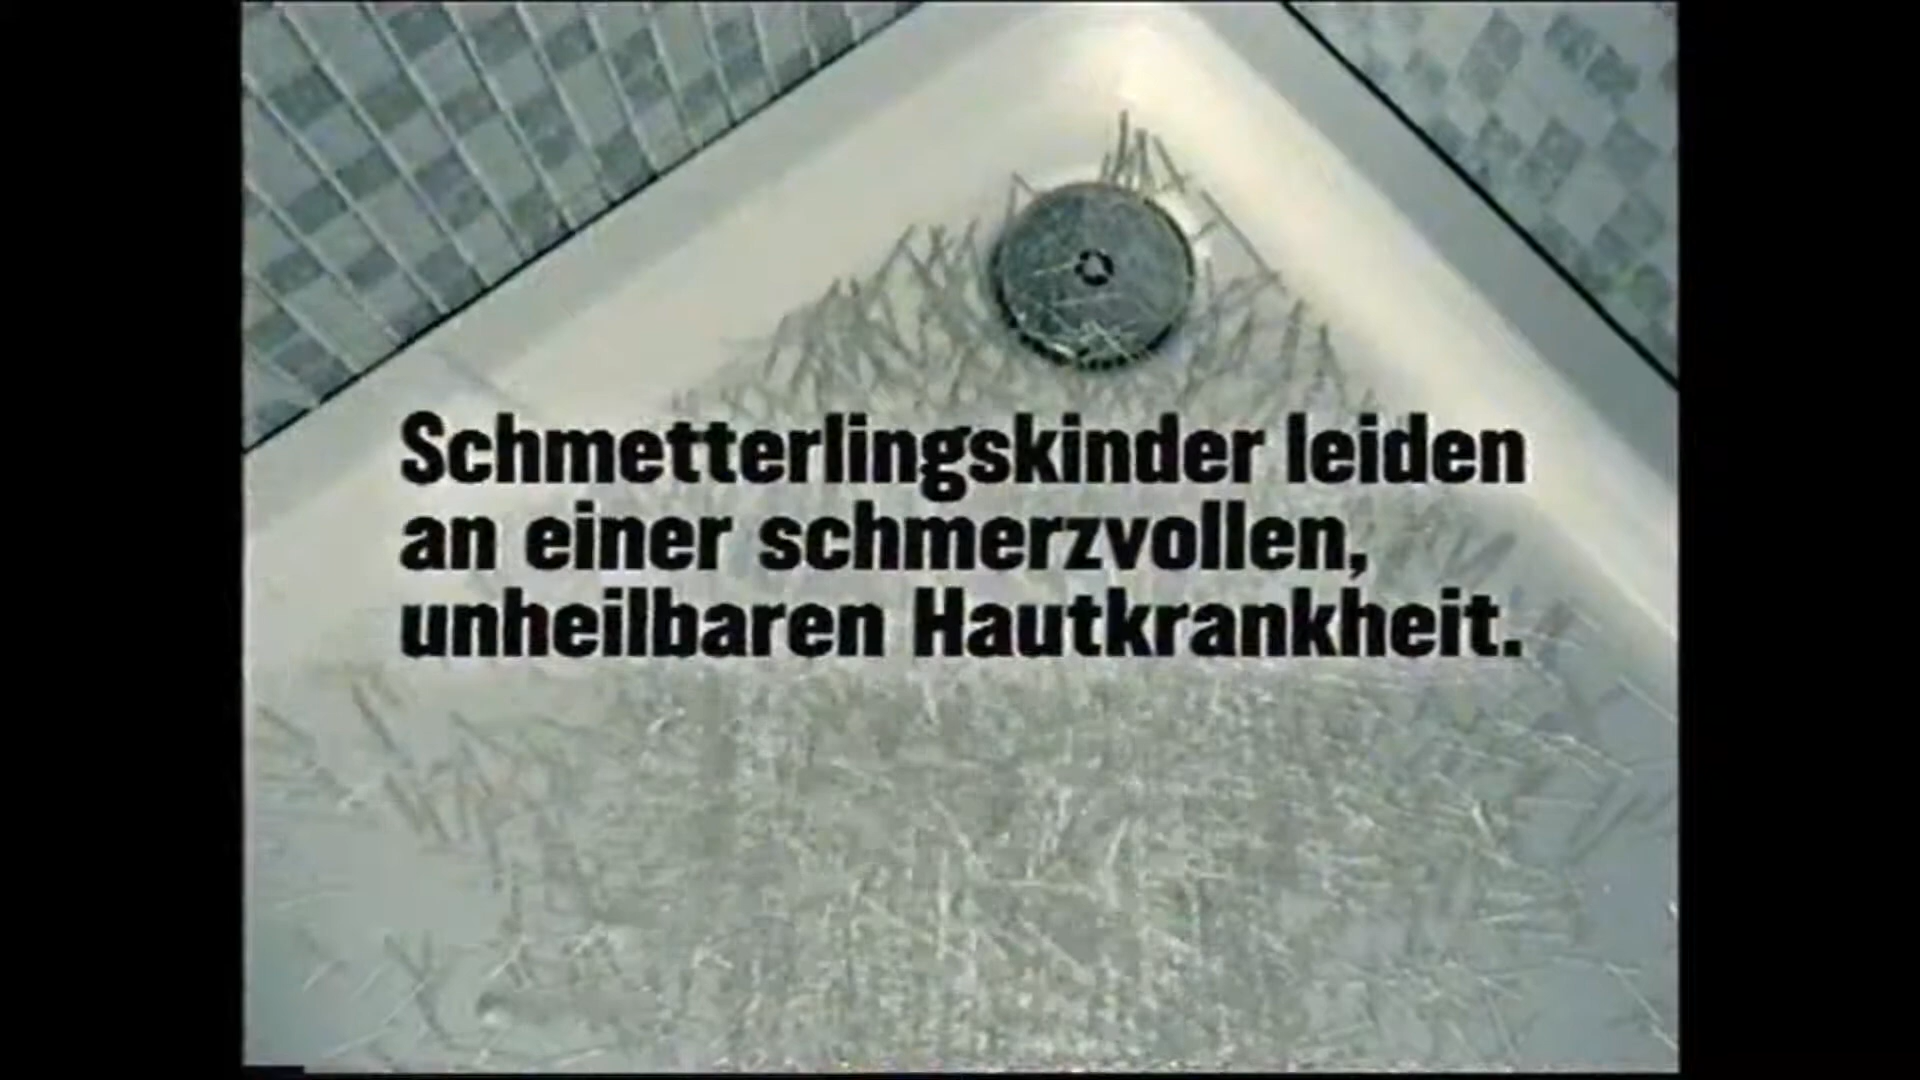 Schmetterlingskinder leiden
an einer schmerzvollen,
unheilbaren Hautkrankheit.